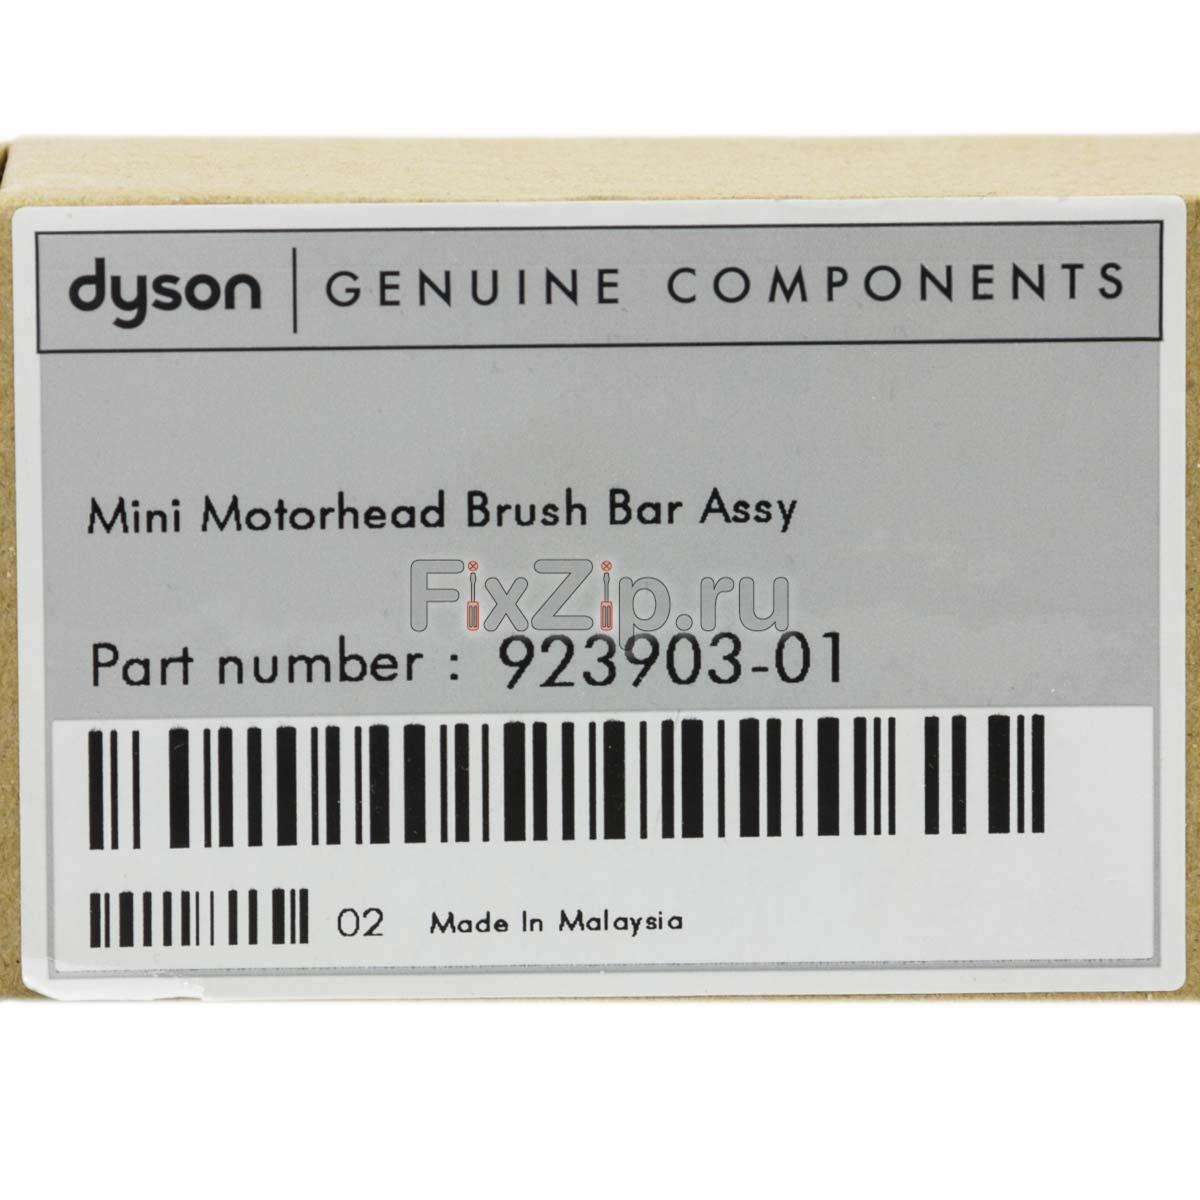 dyson | GENUINE COMPONENTS
Mini Motorhead Brush Bar Assy
FixZip.ru
Part number : 923903-01
02 Made In Malaysia